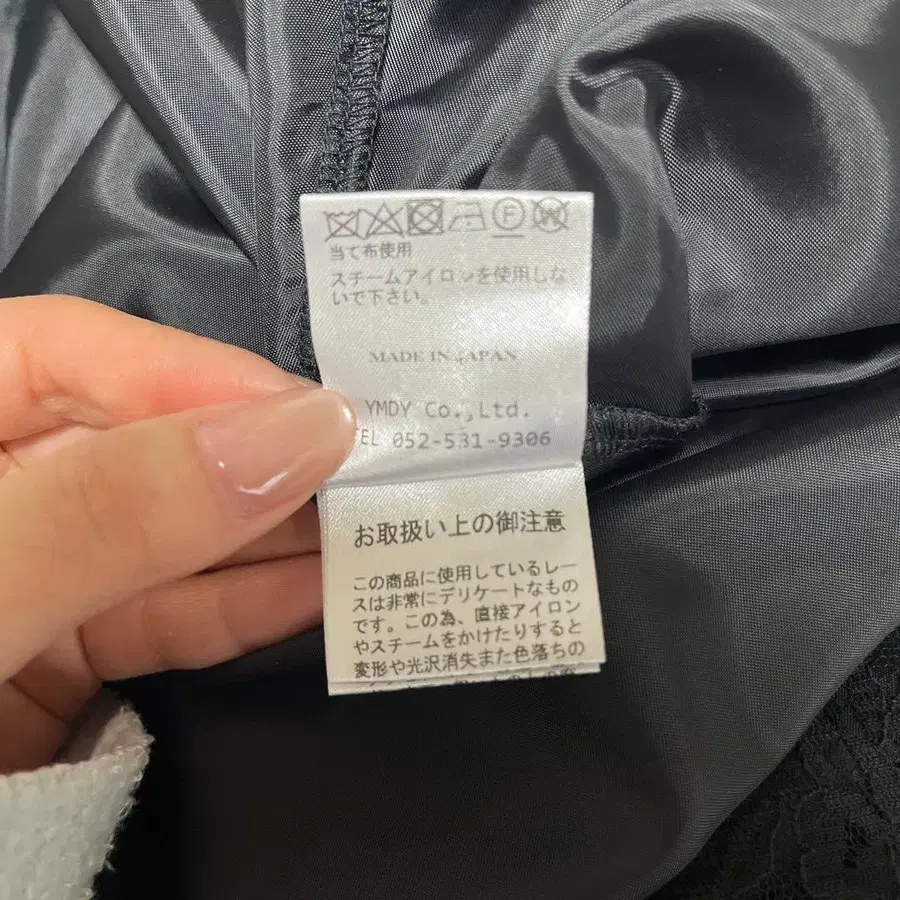 当て布使用
スチームアイロンを使用しな
いで下さい。
MADE IN JAPAN
YMDY Co.,Ltd.
EL 052-531-9306
お取扱い上の御注意
この商品に使用しているレー
スは非常にデリケートなもの
です。この為、直接アイロン
やスチームをかけたりすると
変形や光沢消失また色落ちの